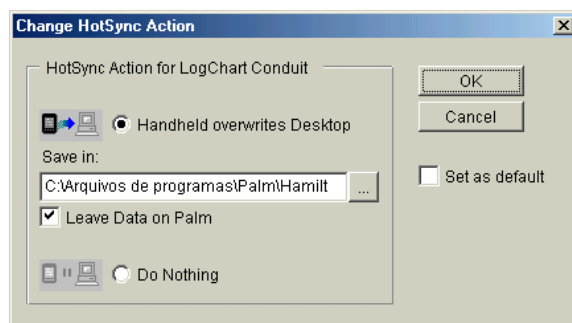 Change HotSync Action
HotSync Action for LogChart Conduit
OK
Handheld overwrites Desktop
Cancel
Save in:
C:\Arquivos de programas\Palm\Hamilt
...
Set as default
Leave Data on Palm
Do Nothing